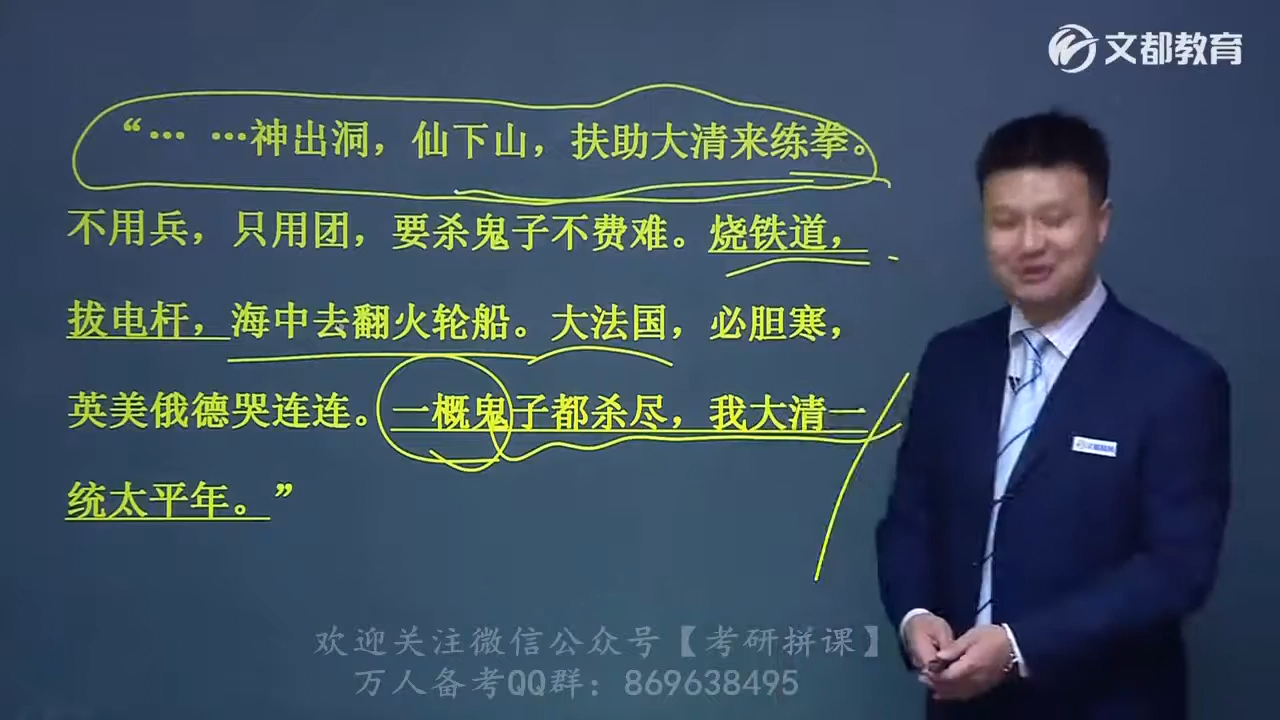 文都教育
“… …神出洞，仙下山，扶助大清来练拳。
不用兵，只用团，要杀鬼子不费难。烧铁道，
拔电杆，海中去翻火轮船。大法国，必胆寒，
英美俄德哭连连。一概鬼子都杀尽，我大清一
统太平年。”
欢迎关注微信公众号【考研拼课】
万人备考QQ群：869638495